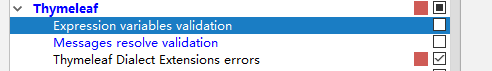 Thymeleaf
Expression variables validation
Messages resolve validation
Thymeleaf Dialect Extensions errors